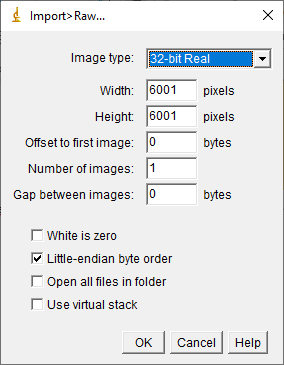 Import>Raw...
Image type: 32-bit Real
Width: 6001 pixels
Height: 6001 pixels
Offset to first image: 0 bytes
Number of images: 1
Gap between images: 0 bytes
White is zero
Little-endian byte order
Open all files in folder
Use virtual stack
OK Cancel Help